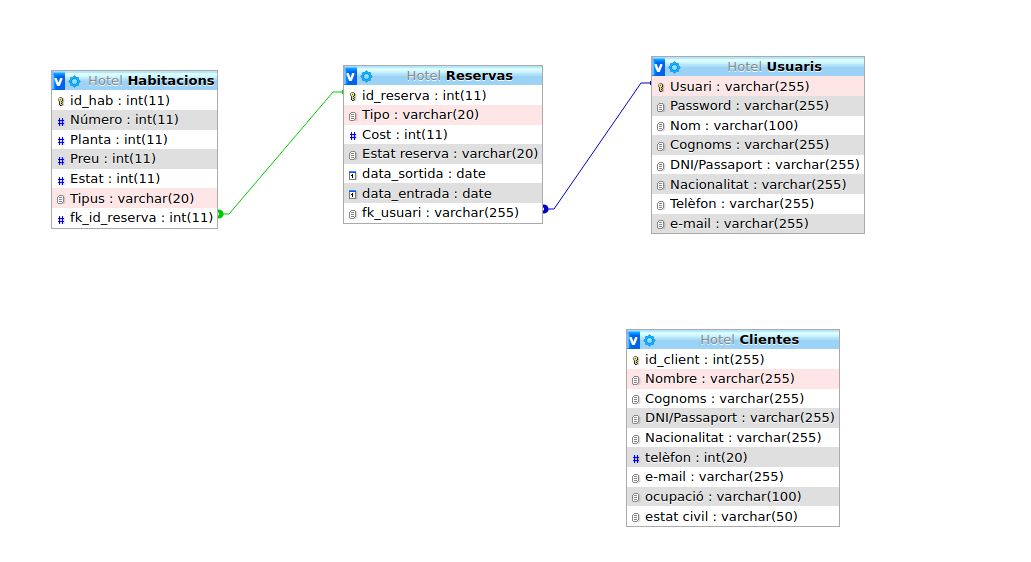 Hotel Habitacions
id_hab : int(11)
Número : int(11)
Planta : int(11)
Preu : int(11)
Estat : int(11)
Tipus : varchar(20)
fk_id_reserva : int(11)
Hotel Reservas
id_reserva : int(11)
Tipo : varchar(20)
Cost : int(11)
Estat reserva : varchar(20)
data_sortida : date
data_entrada : date
fk_usuari : varchar(255)
Hotel Usuaris
Usuari : varchar(255)
Password : varchar(255)
Nom : varchar(100)
Cognoms : varchar(255)
DNI/Passaport : varchar(255)
Nacionalitat : varchar(255)
Telèfon : varchar(255)
e-mail : varchar(255)
Hotel Clientes
id_client : int(255)
Nombre : varchar(255)
Cognoms : varchar(255)
DNI/Passaport : varchar(255)
Nacionalitat : varchar(255)
telèfon : int(20)
e-mail : varchar(255)
ocupació : varchar(100)
estat civil : varchar(50)